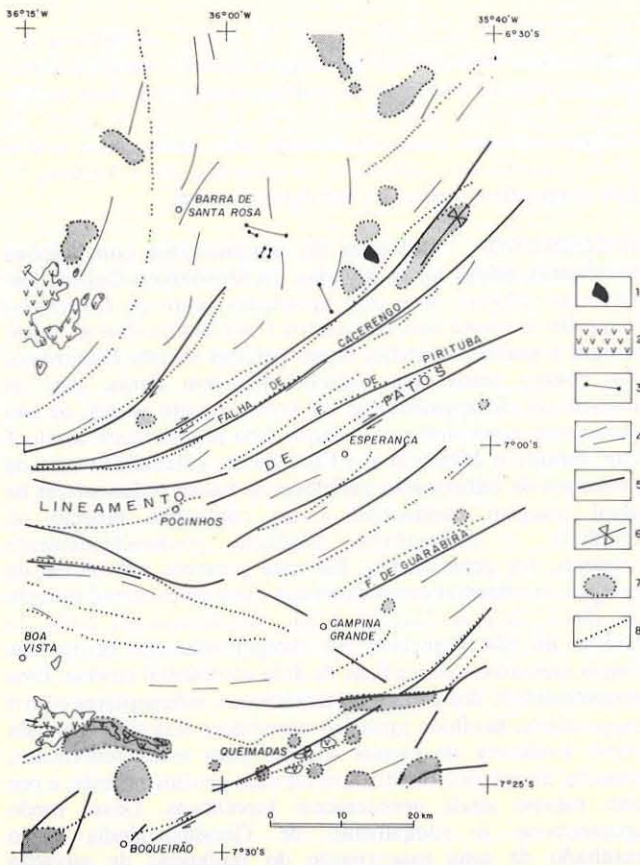 36°15'W
36°00'W
35°40'W
6°30'S
BARRA DE
SANTA ROSA
1
2
3
FALHA DE CACERENGO
F. DE PIRITUBA
4
LINEAMENTO DE PATOS
ESPERANÇA
7°00'S
5
POCINHOS
6
F. DE GUARABIRA
7
BOA
VISTA
CAMPINA
GRANDE
8
QUEIMADAS
7°25'S
0 10 20 km
BOQUEIRÃO
7°30'S